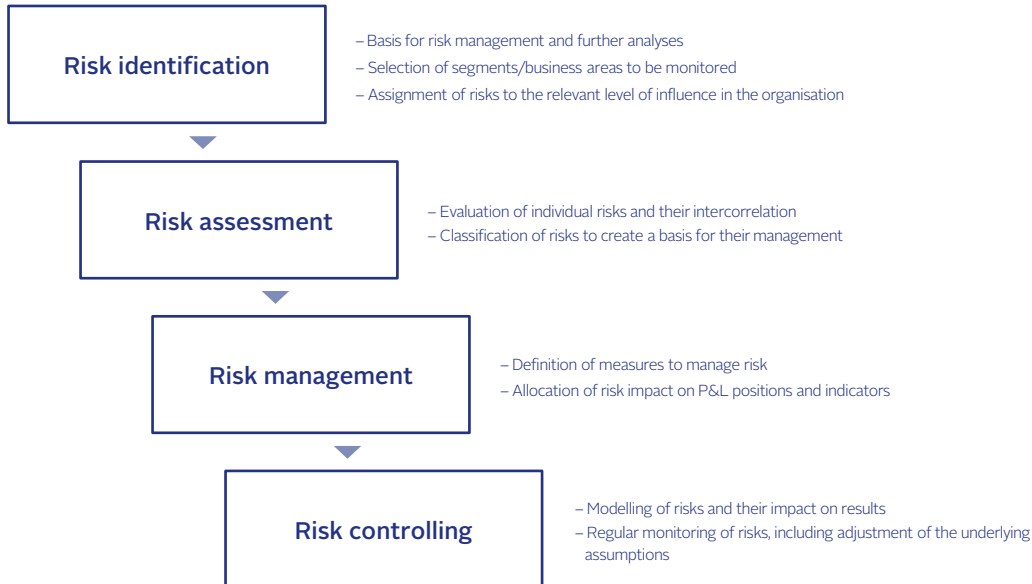 Risk identification
– Basis for risk management and further analyses
– Selection of segments/business areas to be monitored
– Assignment of risks to the relevant level of influence in the organisation
Risk assessment
– Evaluation of individual risks and their intercorrelation
– Classification of risks to create a basis for their management
Risk management
– Definition of measures to manage risk
– Allocation of risk impact on P&L positions and indicators
Risk controlling
– Modelling of risks and their impact on results
– Regular monitoring of risks, including adjustment of the underlying
assumptions